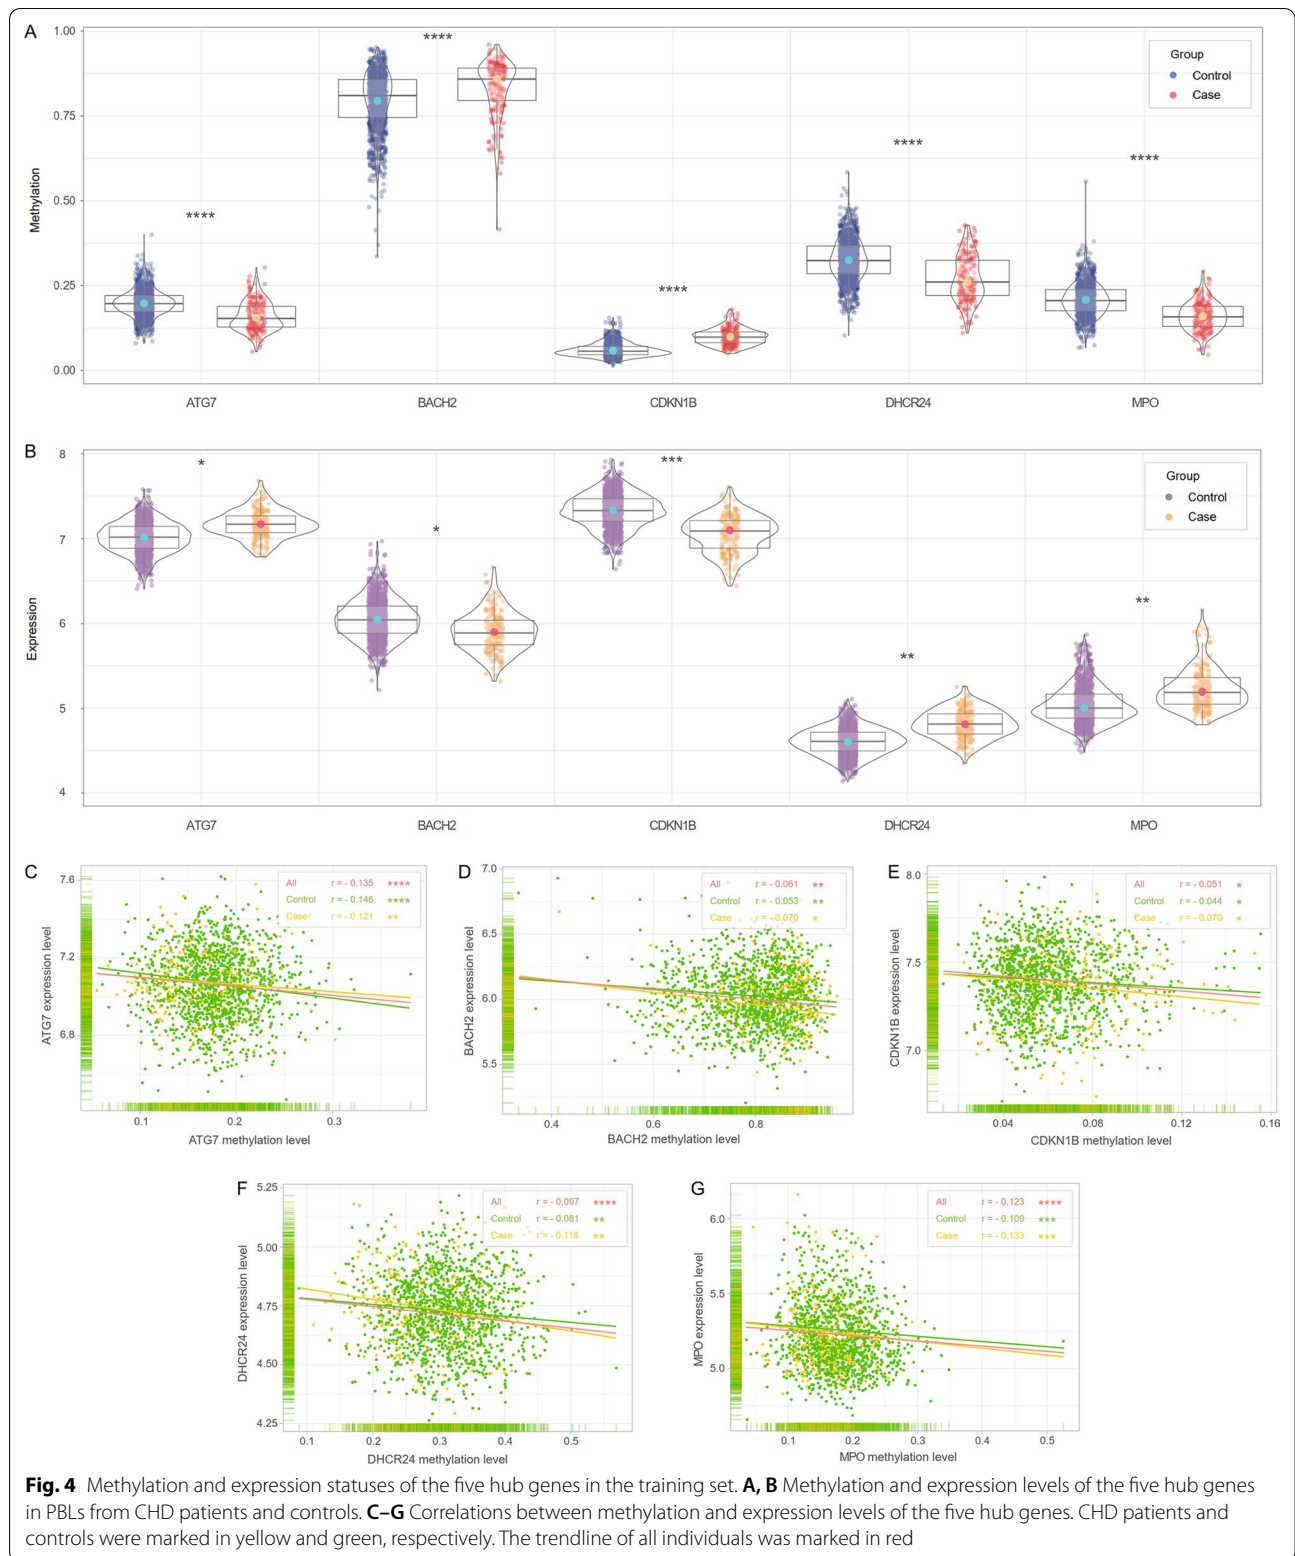 A
1.00
0.75
0.50
0.25
0.00
Methylation
****
****
****
****
****
Group
Control
Case
ATG7
BACH2
CDKN1B
DHCR24
MPO
B
8
7
6
5
4
Expression
*
*
***
**
**
Group
Control
Case
ATG7
BACH2
CDKN1B
DHCR24
MPO
C
7.6
7.2
6.8
ATG7 expression level
All r = - 0.135 ****
Control r = - 0.146 ****
Case r = - 0.121 **
0.1 0.2 0.3
ATG7 methylation level
D
7.0
6.5
6.0
5.5
BACH2 expression level
All r = - 0.061 **
Control r = - 0.053 **
Case r = - 0.070 *
0.4 0.6 0.8
BACH2 methylation level
E
8.0
7.5
7.0
CDKN1B expression level
All r = - 0.051 *
Control r = - 0.044 *
Case r = - 0.070 *
0.04 0.08 0.12 0.16
CDKN1B methylation level
F
5.25
5.00
4.75
4.50
4.25
DHCR24 expression level
All r = - 0.097 ****
Control r = - 0.081 **
Case r = - 0.118 **
0.1 0.2 0.3 0.4 0.5
DHCR24 methylation level
G
6.0
5.5
5.0
MPO expression level
All r = - 0.123 ****
Control r = - 0.109 ***
Case r = - 0.133 ***
0.1 0.2 0.3 0.4 0.5
MPO methylation level
Fig. 4 Methylation and expression statuses of the five hub genes in the training set. A, B Methylation and expression levels of the five hub genes
in PBLs from CHD patients and controls. C–G Correlations between methylation and expression levels of the five hub genes. CHD patients and
controls were marked in yellow and green, respectively. The trendline of all individuals was marked in red